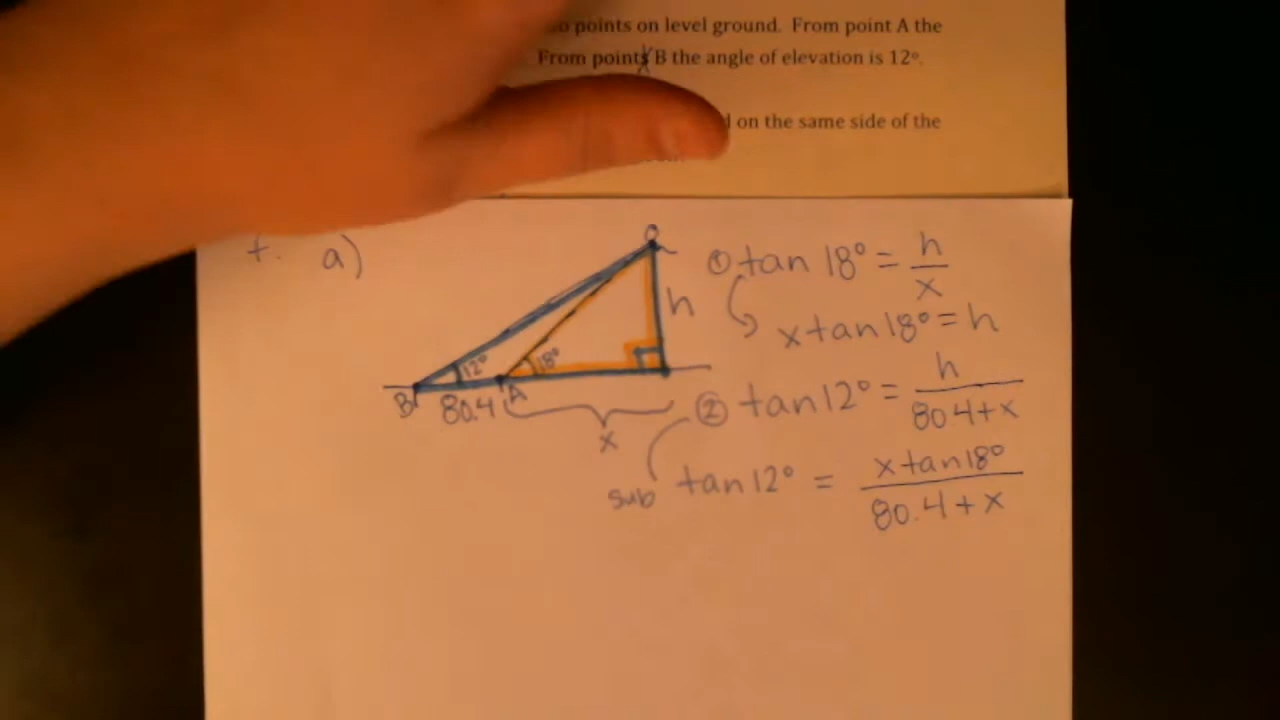 points on level ground. From point A the
From points B the angle of elevation is 12º.
on the same side of the
a)
h
12°
18°
B
80.4
A
x
① tan 18° = h/x
x tan 18° = h
② tan 12° = h/80.4+x
sub tan 12° = x tan 18°/80.4+x